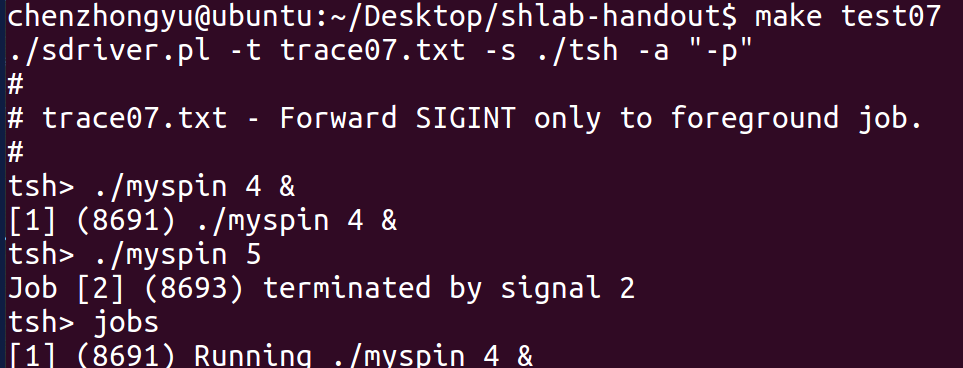 chenzhongyu@ubuntu:~/Desktop/shlab-handout$ make test07
./sdriver.pl -t trace07.txt -s ./tsh -a "-p"
#
# trace07.txt - Forward SIGINT only to foreground job.
#
tsh> ./myspin 4 &
[1] (8691) ./myspin 4 &
tsh> ./myspin 5
Job [2] (8693) terminated by signal 2
tsh> jobs
[1] (8691) Running ./myspin 4 &